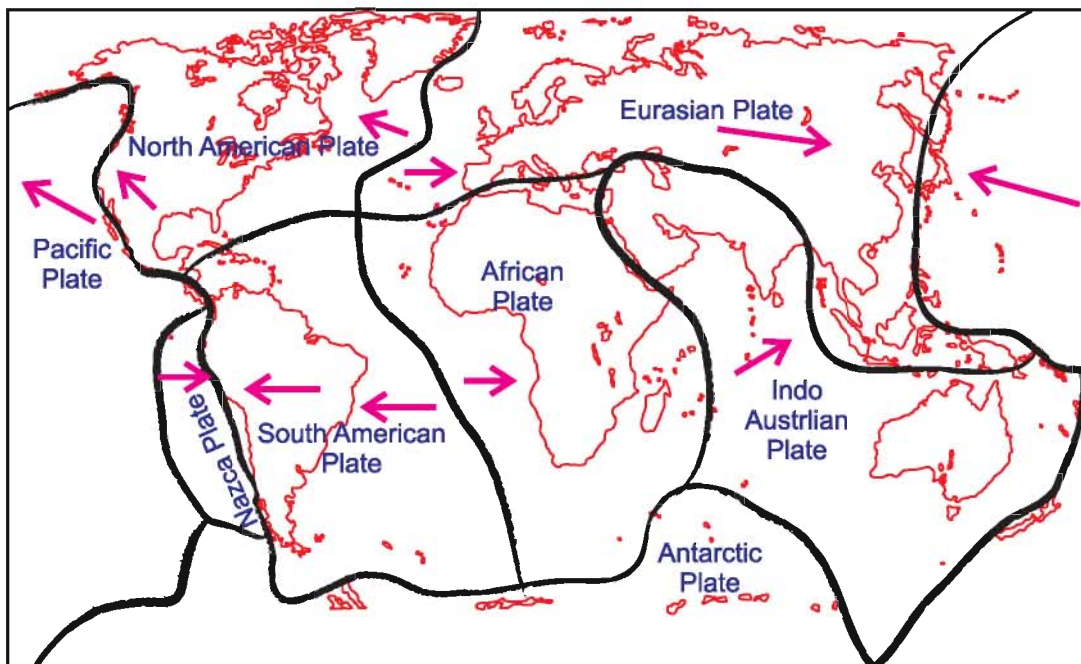 Eurasian Plate
North American Plate
Pacific
Plate
African
Plate
Indo
Austrlian
Plate
South American
Plate
Nazca Plate
Antarctic
Plate